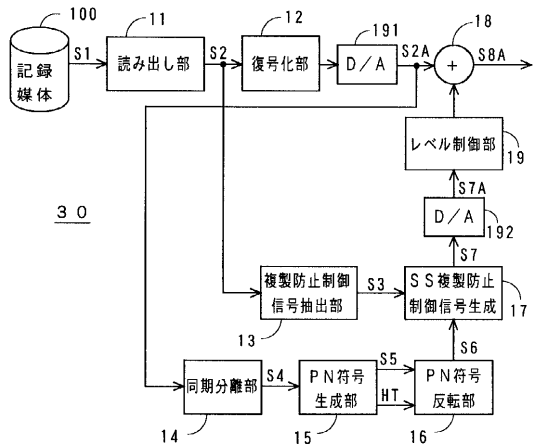 100
11
12
191
18
S1
S2
S2A
S8A
記録
媒体
読み出し部
復号化部
D/A
+
レベル制御部
19
S7A
30
D/A
192
S7
複製防止制御
信号抽出部
S3
SS複製防止
制御信号生成
13
17
S6
同期分離部
S4
PN符号
生成部
S5
HT
PN符号
反転部
14
15
16